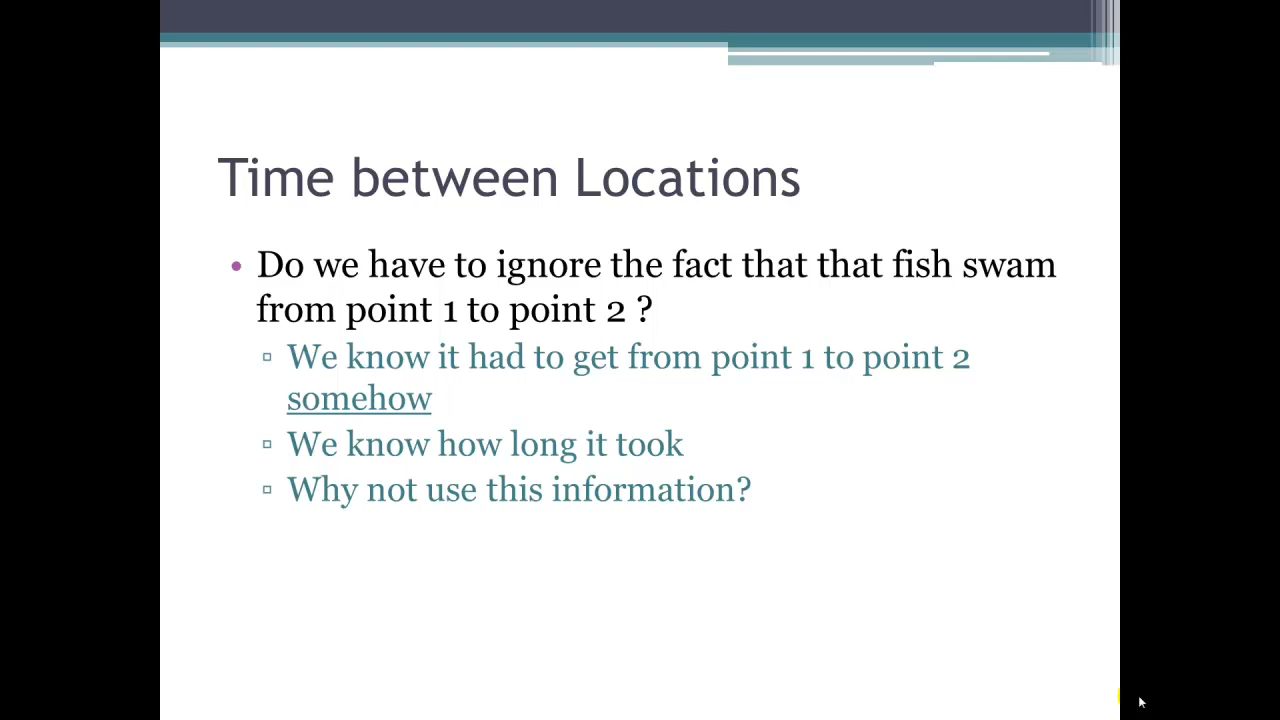 Time between Locations
• Do we have to ignore the fact that that fish swam
from point 1 to point 2 ?
▫ We know it had to get from point 1 to point 2
somehow
▫ We know how long it took
▫ Why not use this information?